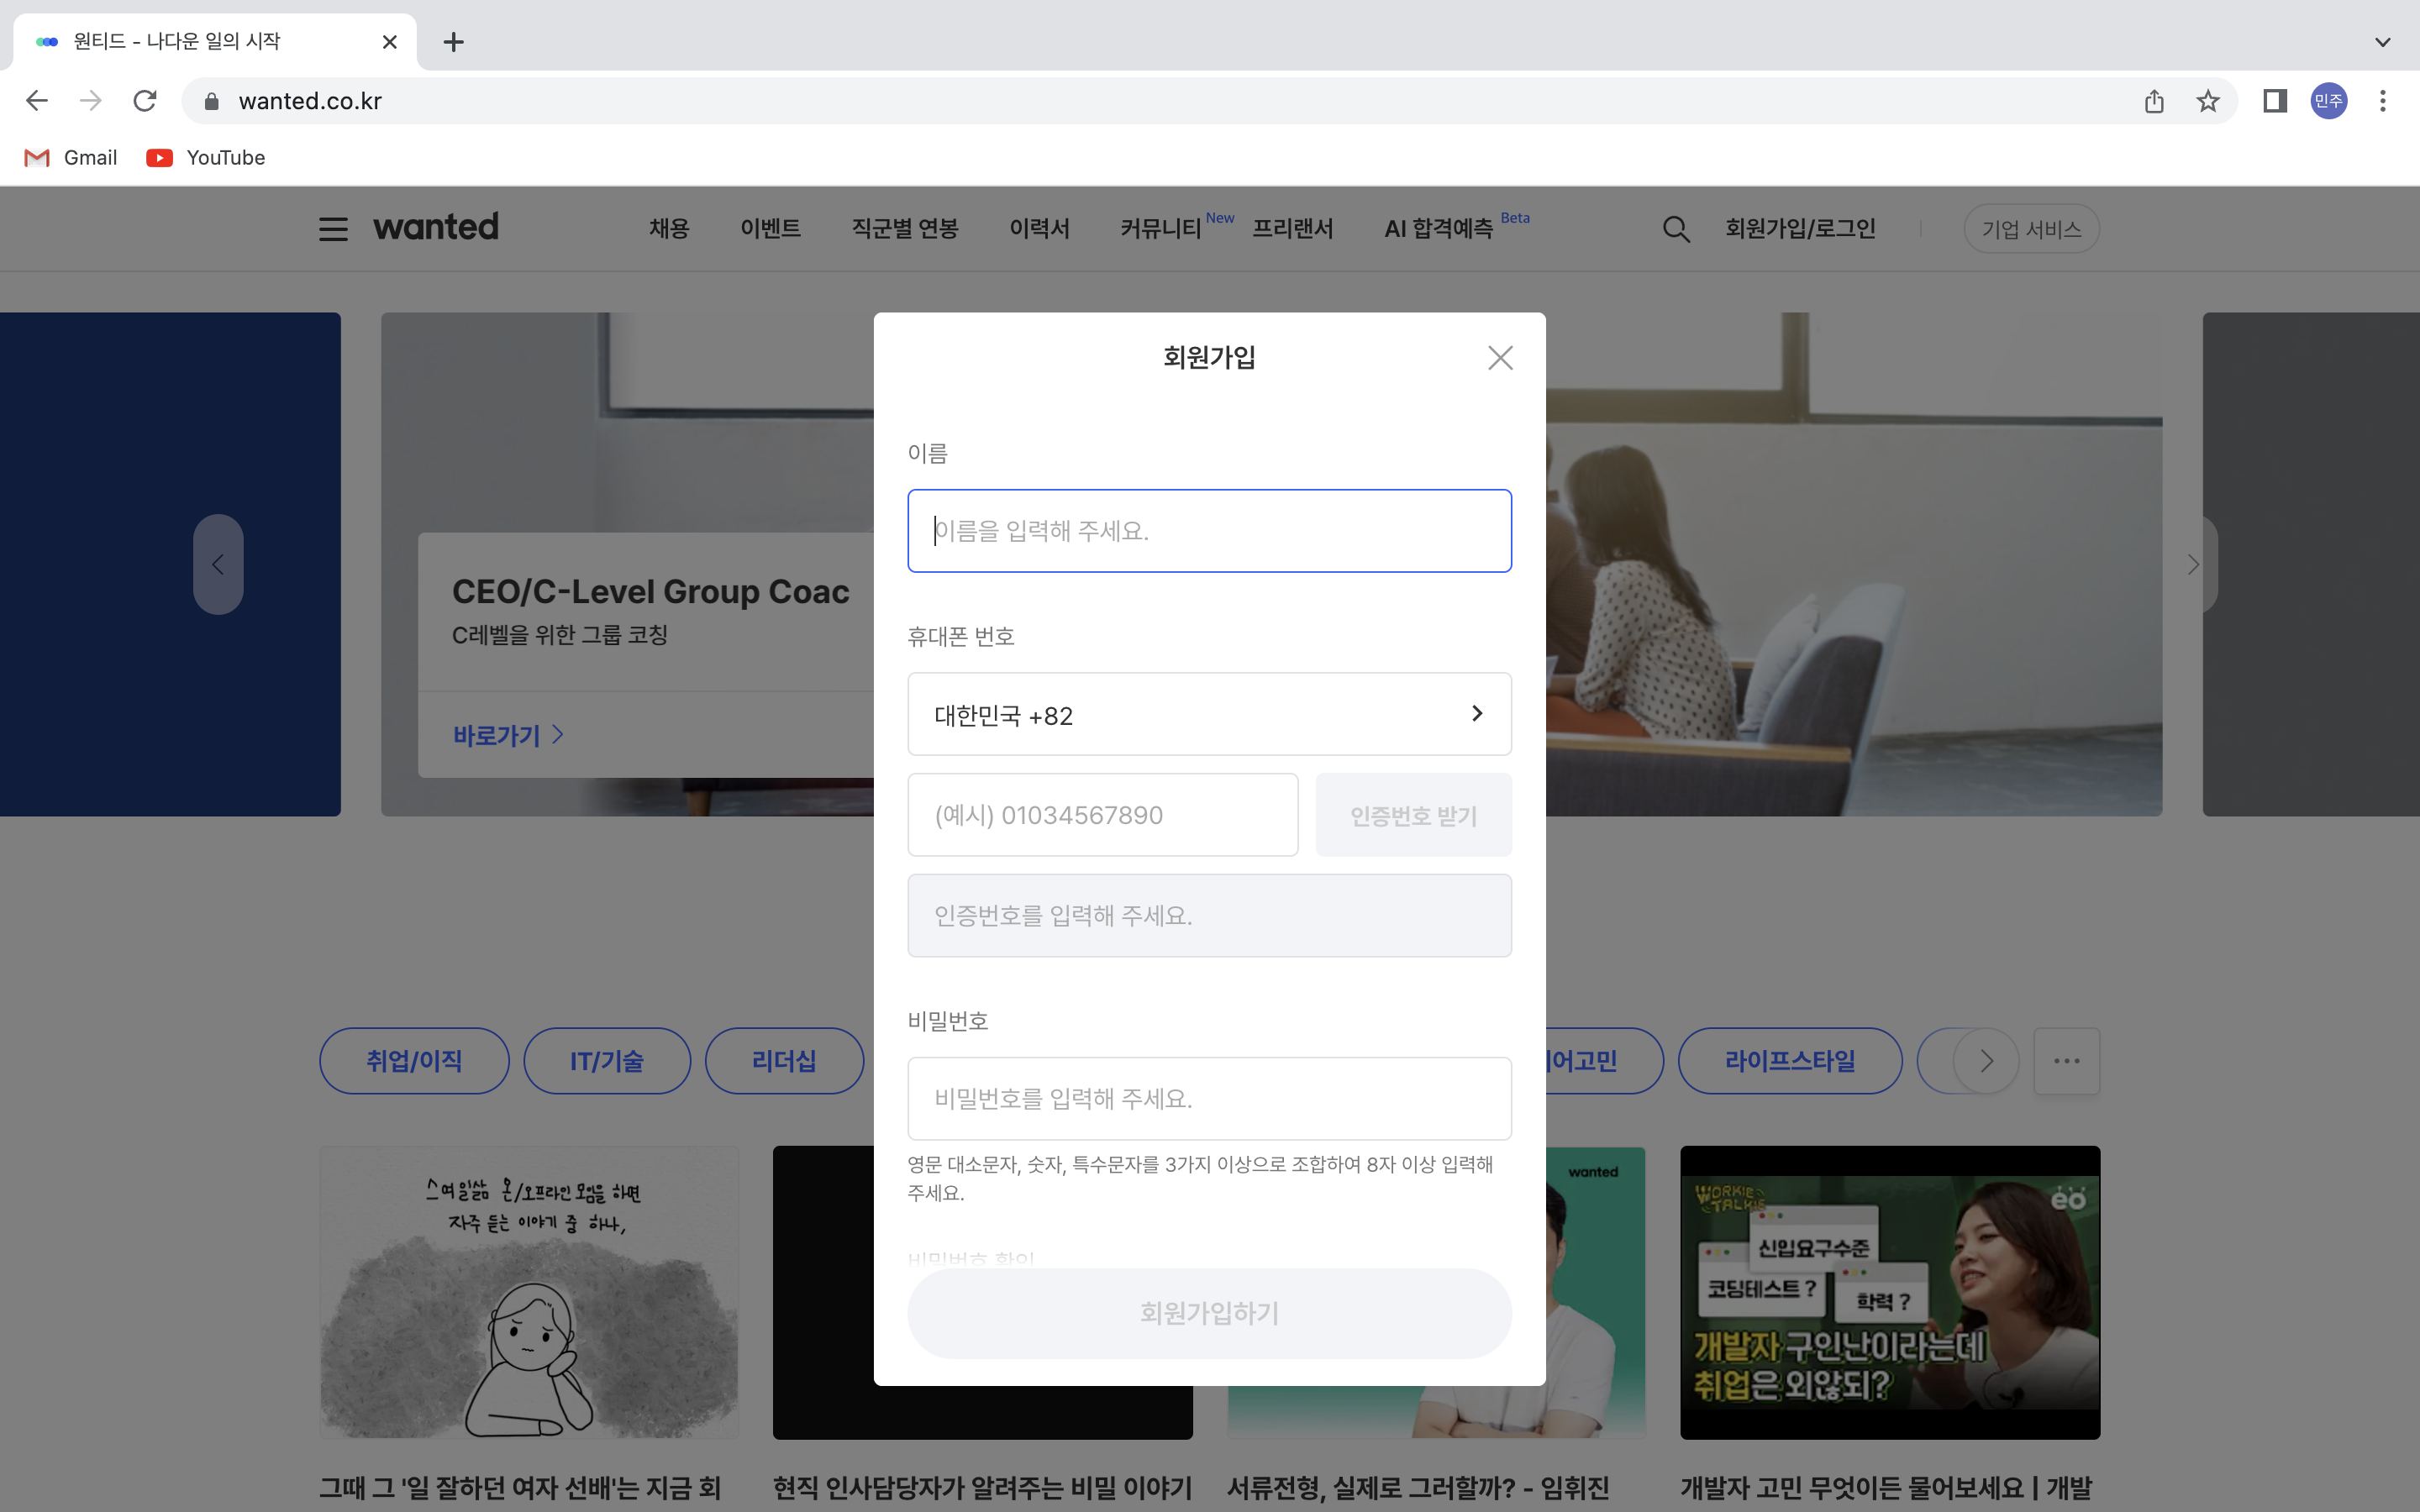 원티드 - 나다운 일의 시작
wanted.co.kr
민주
Gmail
YouTube
wanted
채용
이벤트
직군별 연봉
이력서
커뮤니티 New
프리랜서
AI 합격예측 Beta
회원가입/로그인
기업 서비스
CEO/C-Level Group Coac
C레벨을 위한 그룹 코칭
바로가기
회원가입
이름
이름을 입력해 주세요.
휴대폰 번호
대한민국 +82
(예시) 01034567890
인증번호 받기
인증번호를 입력해 주세요.
비밀번호
비밀번호를 입력해 주세요.
영문 대소문자, 숫자, 특수문자를 3가지 이상으로 조합하여 8자 이상 입력해
주세요.
비밀번호 확인
회원가입하기
취업/이직
IT/기술
리더십
어고민
라이프스타일
스여일삶 온/오프라인 모임을 하면
자주 듣는 이야기 중 하나,
wanted
WORKIE
TALKIE
eo
신입요구수준
코딩테스트 ?
학력 ?
개발자 구인난이라는데
취업은 외않되?
그때 그 '일 잘하던 여자 선배'는 지금 회
현직 인사담당자가 알려주는 비밀 이야기
서류전형, 실제로 그러할까? - 임휘진
개발자 고민 무엇이든 물어보세요 | 개발